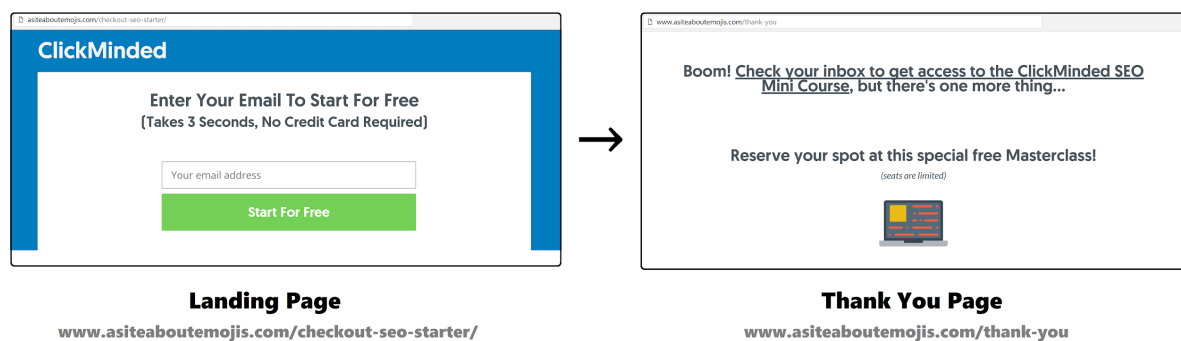 asiteaboutemojis.com/checkout-seo-starter/
ClickMinded
Enter Your Email To Start For Free
(Takes 3 Seconds, No Credit Card Required)
Your email address
Start For Free
Landing Page
www.asiteaboutemojis.com/checkout-seo-starter/
www.asiteaboutemojis.com/thank-you
Boom! Check your inbox to get access to the ClickMinded SEO
Mini Course, but there's one more thing...
Reserve your spot at this special free Masterclass!
(seats are limited)
Thank You Page
www.asiteaboutemojis.com/thank-you